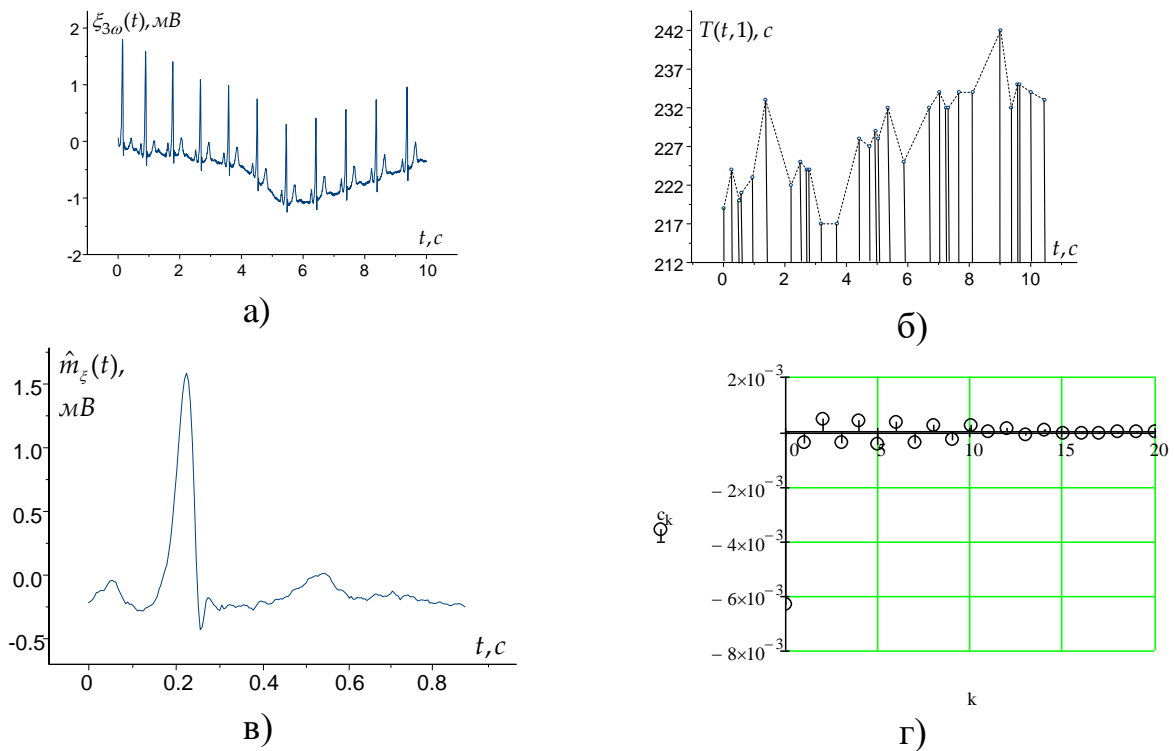 ξ₃ω(t), мВ
2
1
0
-1
-2
0 2 4 6 8 10
t, c
а)
T(t,1), c
242
237
232
227
222
217
212
0 2 4 6 8 10
t, c
б)
m̂ξ(t),
мВ
1.5
1.0
0.5
0.0
-0.5
0 0.2 0.4 0.6 0.8
t, c
в)
2×10⁻³
0 5 10 15 20
− 2×10⁻³
cₖ
− 4×10⁻³
− 6×10⁻³
− 8×10⁻³
k
г)